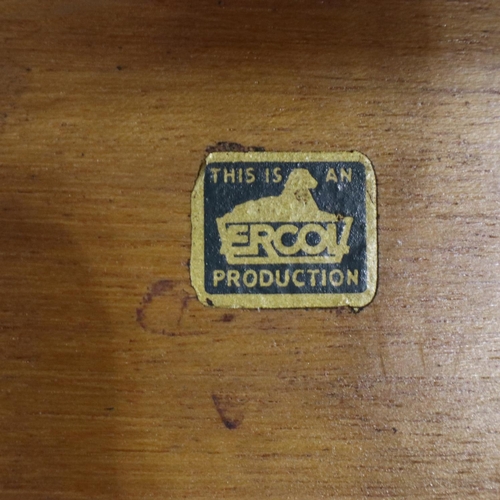 THIS IS AN
ERCOL
PRODUCTION